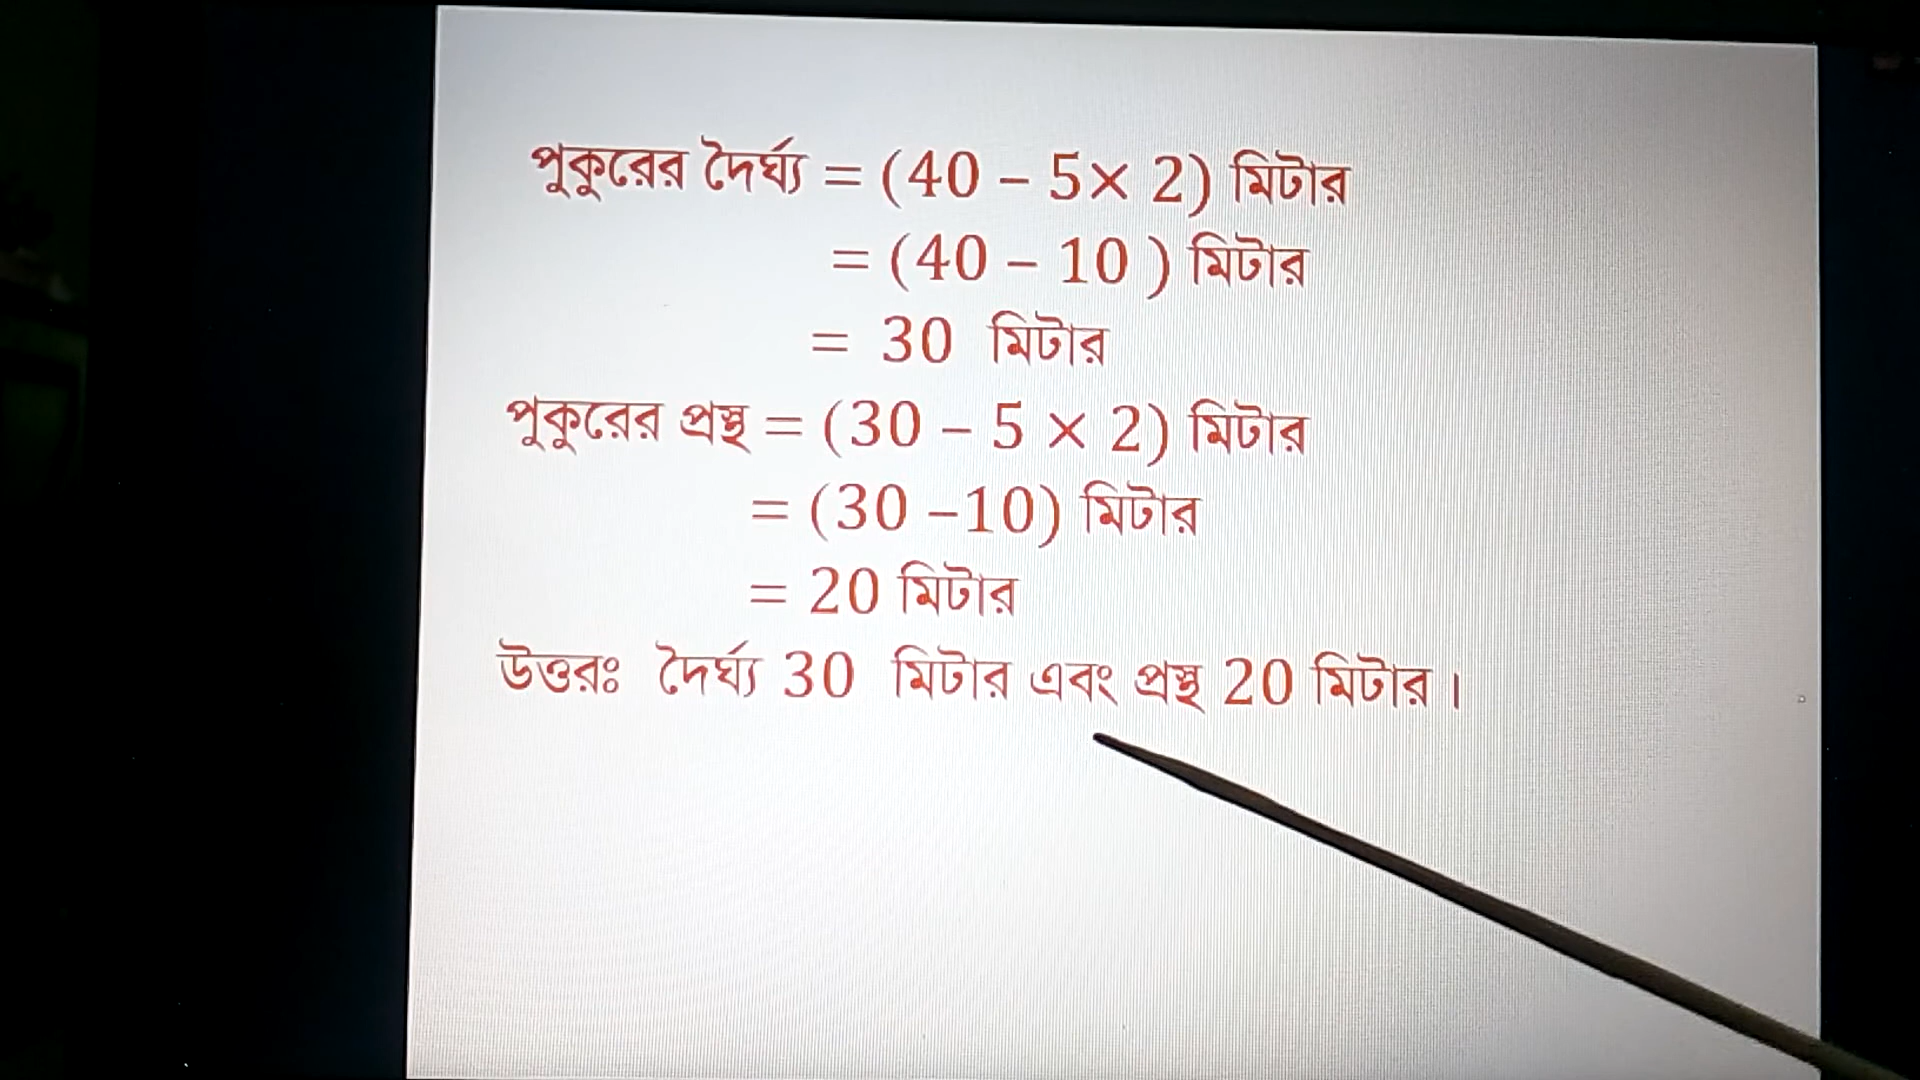 পুকুরের দৈর্ঘ্য = (40 – 5× 2) মিটার
= (40 – 10 ) মিটার
= 30 মিটার
পুকুরের প্রস্থ = (30 – 5 × 2) মিটার
= (30 –10) মিটার
= 20 মিটার
উত্তরঃ দৈর্ঘ্য 30 মিটার এবং প্রস্থ 20 মিটার।